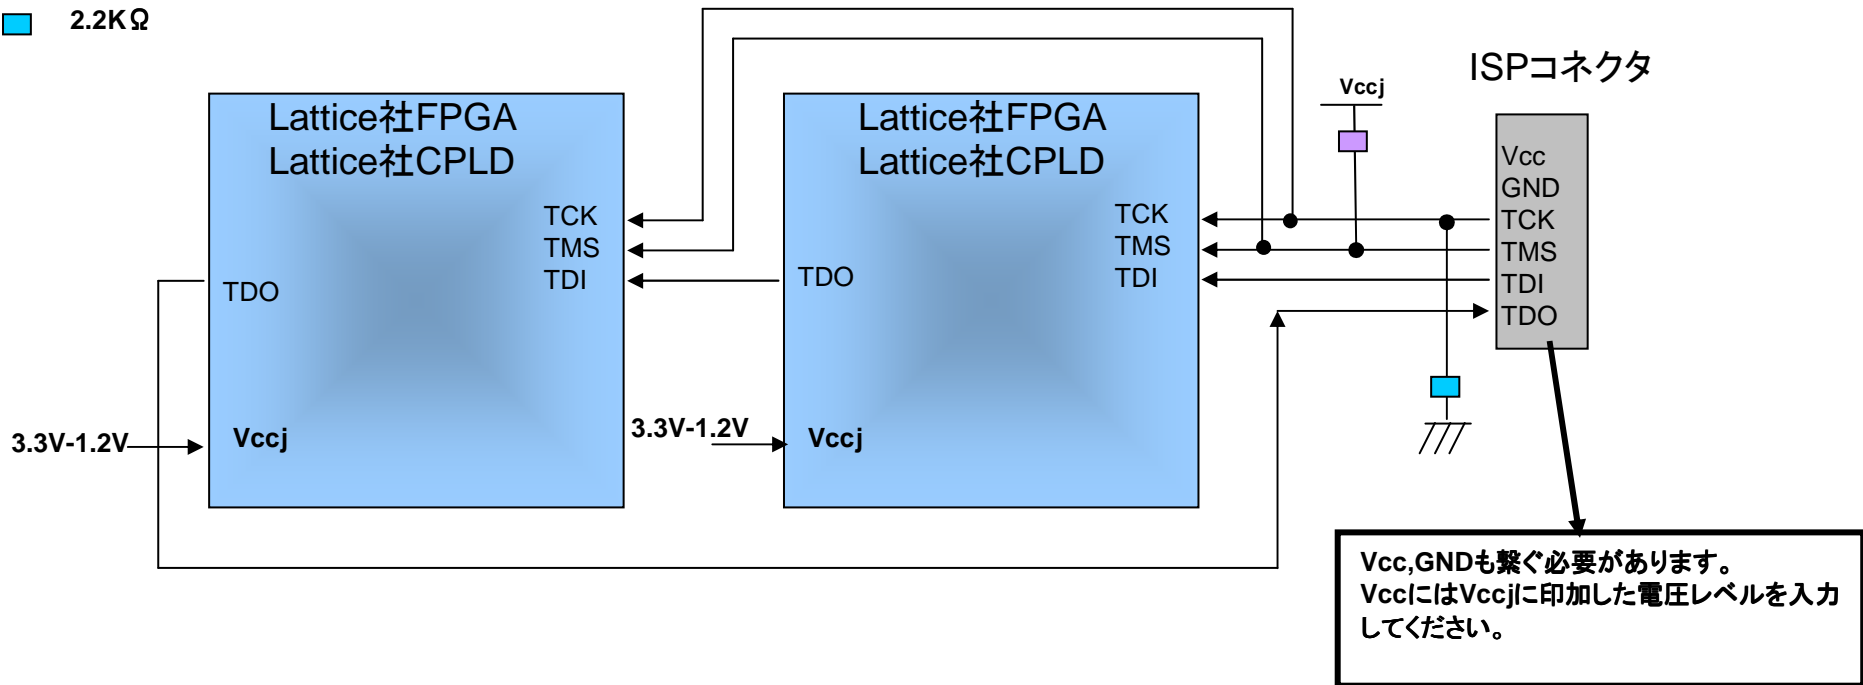 2.2KΩ
ISPコネクタ
Vccj
Lattice社FPGA
Lattice社CPLD
TCK
TMS
TDI
TDO
3.3V-1.2V
Vccj
Lattice社FPGA
Lattice社CPLD
TCK
TMS
TDI
TDO
3.3V-1.2V
Vccj
Vcc
GND
TCK
TMS
TDI
TDO
Vcc,GNDも繋ぐ必要があります。
VccにはVccjに印加した電圧レベルを入力
してください。